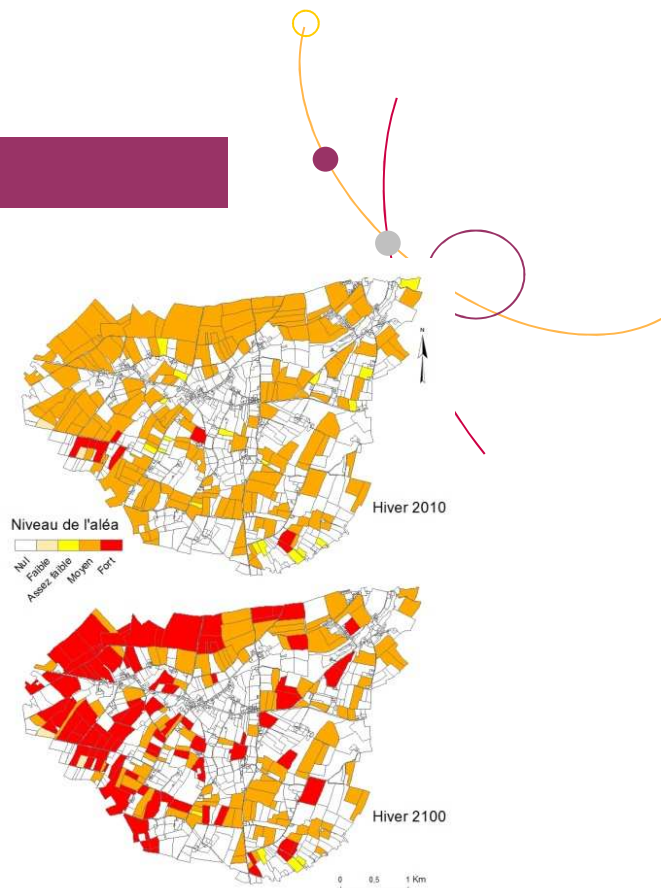 N
Hiver 2010
Niveau de l'aléa
Nul
Faible
Assez faible
Moyen
Fort
Hiver 2100
0 0,5 1 Km